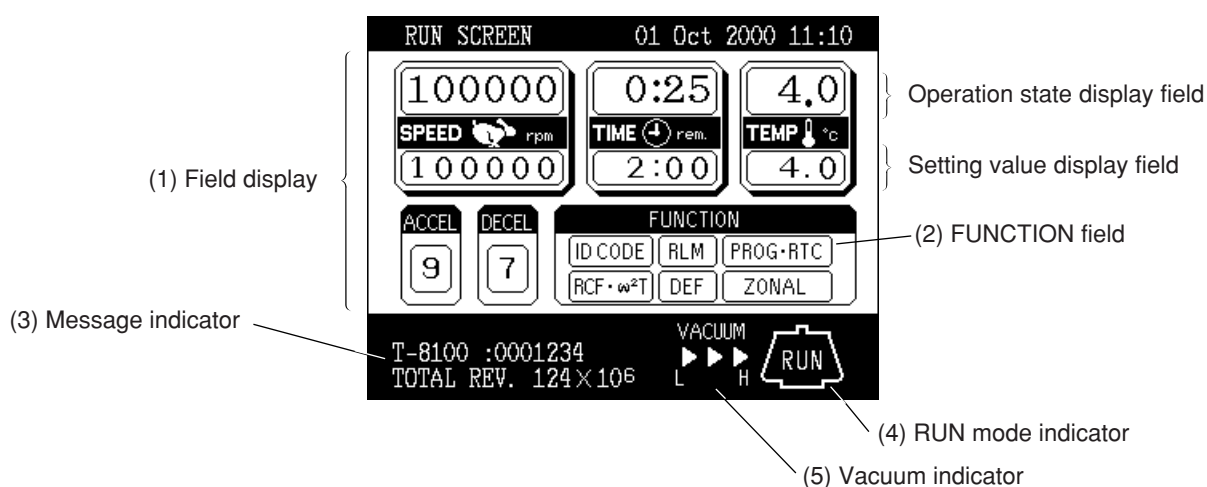 RUN SCREEN 01 Oct 2000 11:10
100000 0:25 4.0
Operation state display field
SPEED rpm TIME rem. TEMP °C
100000 2:00 4.0
Setting value display field
(1) Field display
ACCEL DECEL FUNCTION
(2) FUNCTION field
9 7 ID CODE RLM PROG·RTC
RCF·ω²T DEF ZONAL
(3) Message indicator
VACUUM
T-8100 :0001234
TOTAL REV. 124×10⁶
L H RUN
(4) RUN mode indicator
(5) Vacuum indicator